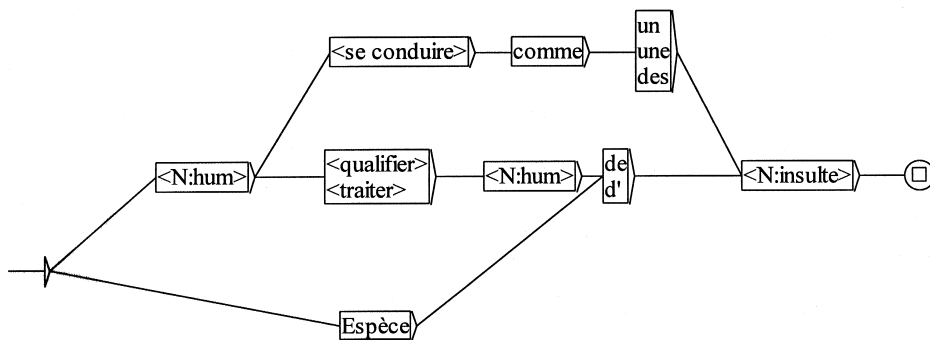 <se conduire>
comme
un
une
des
<N:hum>
<qualifier>
<traiter>
<N:hum>
de
d'
<N:insulte>
Espèce